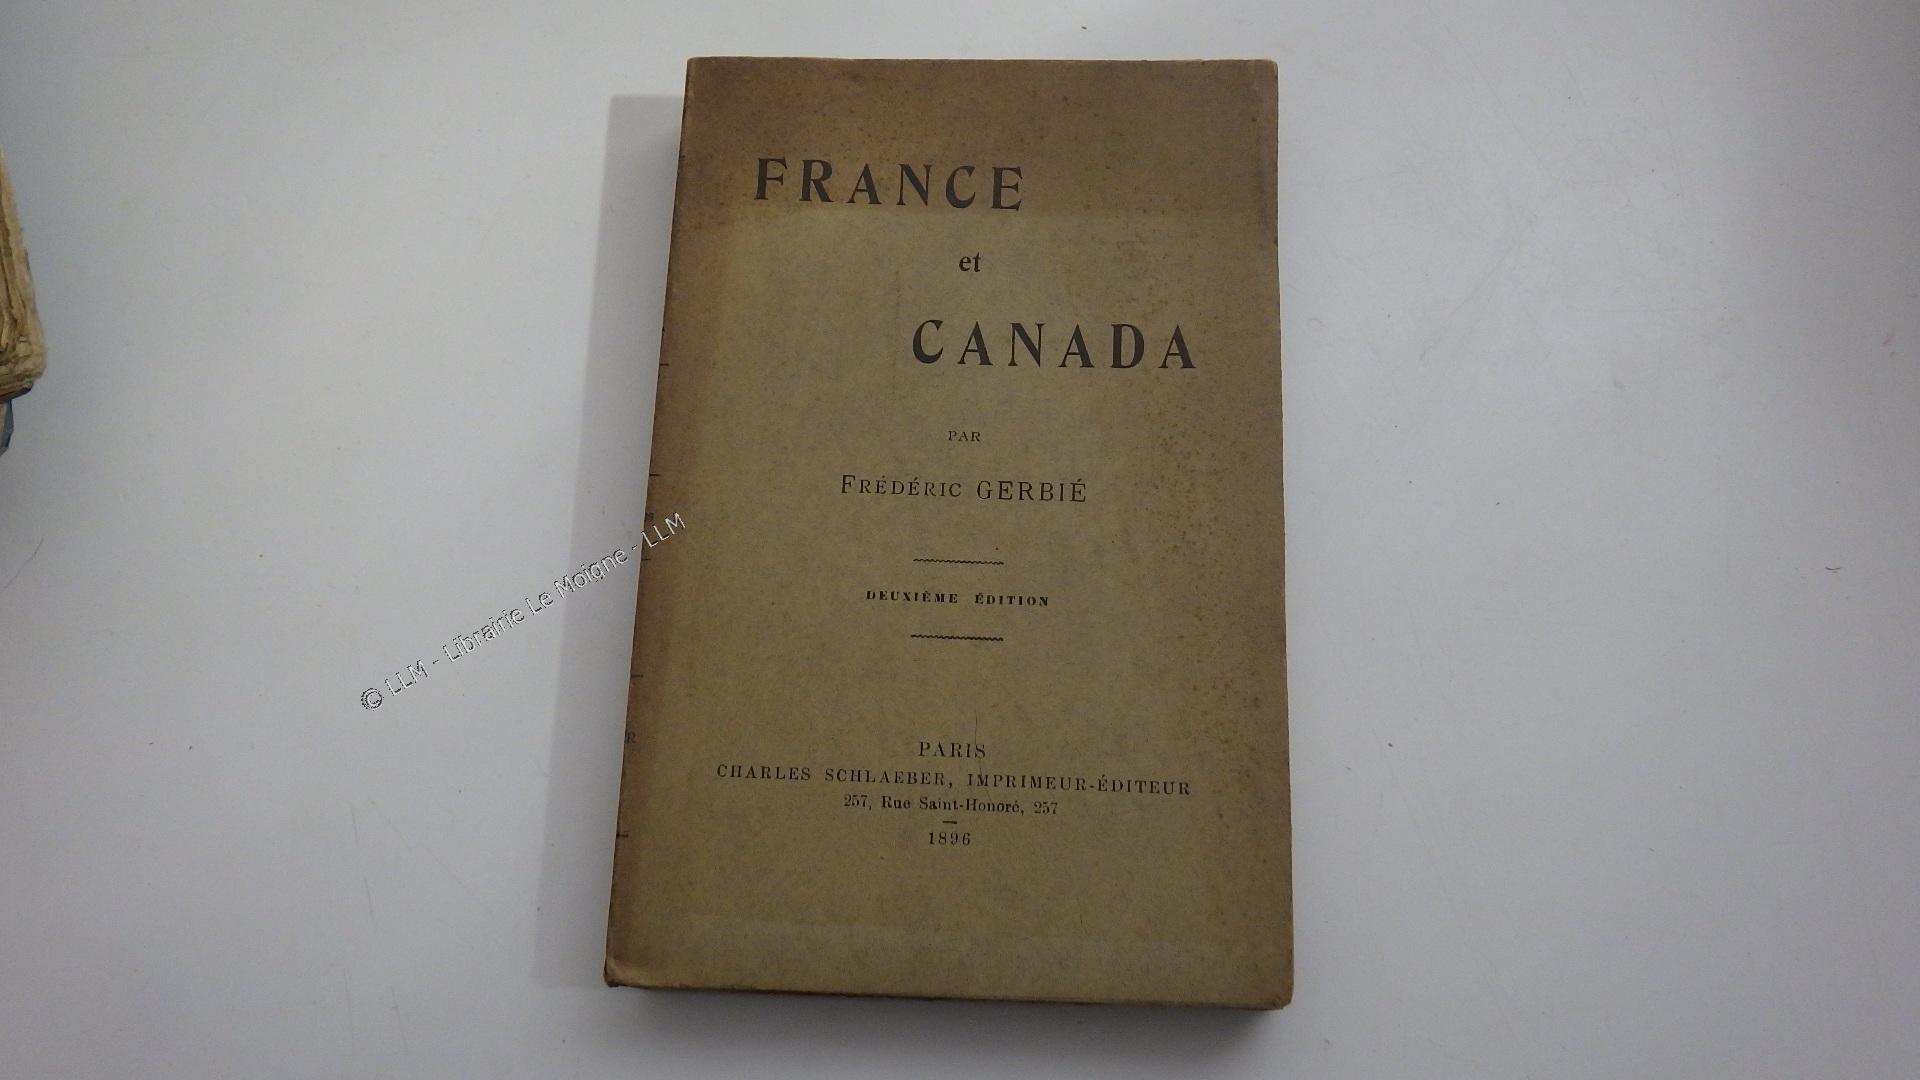 FRANCE
et
CANADA
PAR
FRÉDÉRIC GERBIÉ
DEUXIÈME ÉDITION
PARIS
CHARLES SCHLAEBER, IMPRIMEUR-ÉDITEUR
257, Rue Saint-Honoré, 257
1896
© LLM - Librairie Le Moigne - LLM